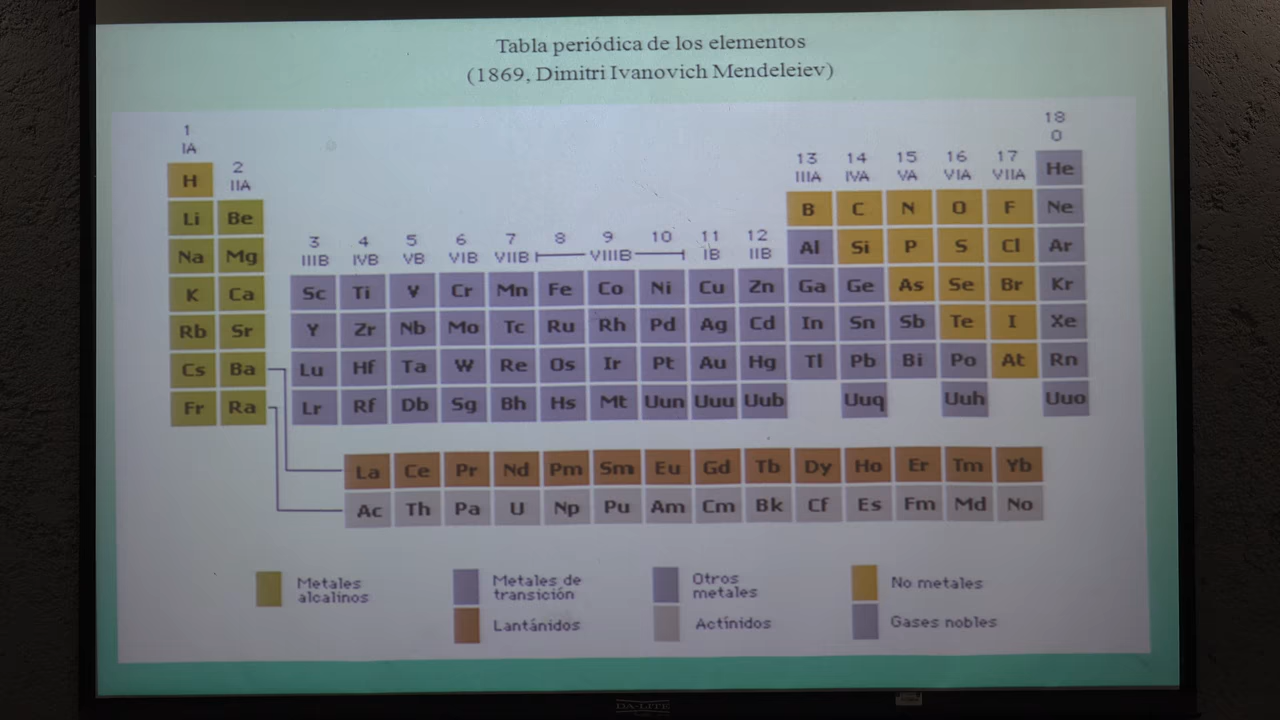 Tabla periódica de los elementos
(1869, Dimitri Ivanovich Mendeleiev)
1 18
IA O
2 13 14 15 16 17
IIA IIIA IVA VA VIA VIIA
H He
Li Be B C N O F Ne
3 4 5 6 7 8 9 10 11 12
IIIB IVB VB VIB VIIB VIIIB IB IIB
Na Mg Al Si P S Cl Ar
K Ca Sc Ti V Cr Mn Fe Co Ni Cu Zn Ga Ge As Se Br Kr
Rb Sr Y Zr Nb Mo Tc Ru Rh Pd Ag Cd In Sn Sb Te I Xe
Cs Ba Lu Hf Ta W Re Os Ir Pt Au Hg Tl Pb Bi Po At Rn
Fr Ra Lr Rf Db Sg Bh Hs Mt Uun Uuu Uub Uuq Uuh Uuo
La Ce Pr Nd Pm Sm Eu Gd Tb Dy Ho Er Tm Yb
Ac Th Pa U Np Pu Am Cm Bk Cf Es Fm Md No
Metales alcalinos
Metales de transición
Otros metales
No metales
Lantánidos
Actínidos
Gases nobles
DA-LITE